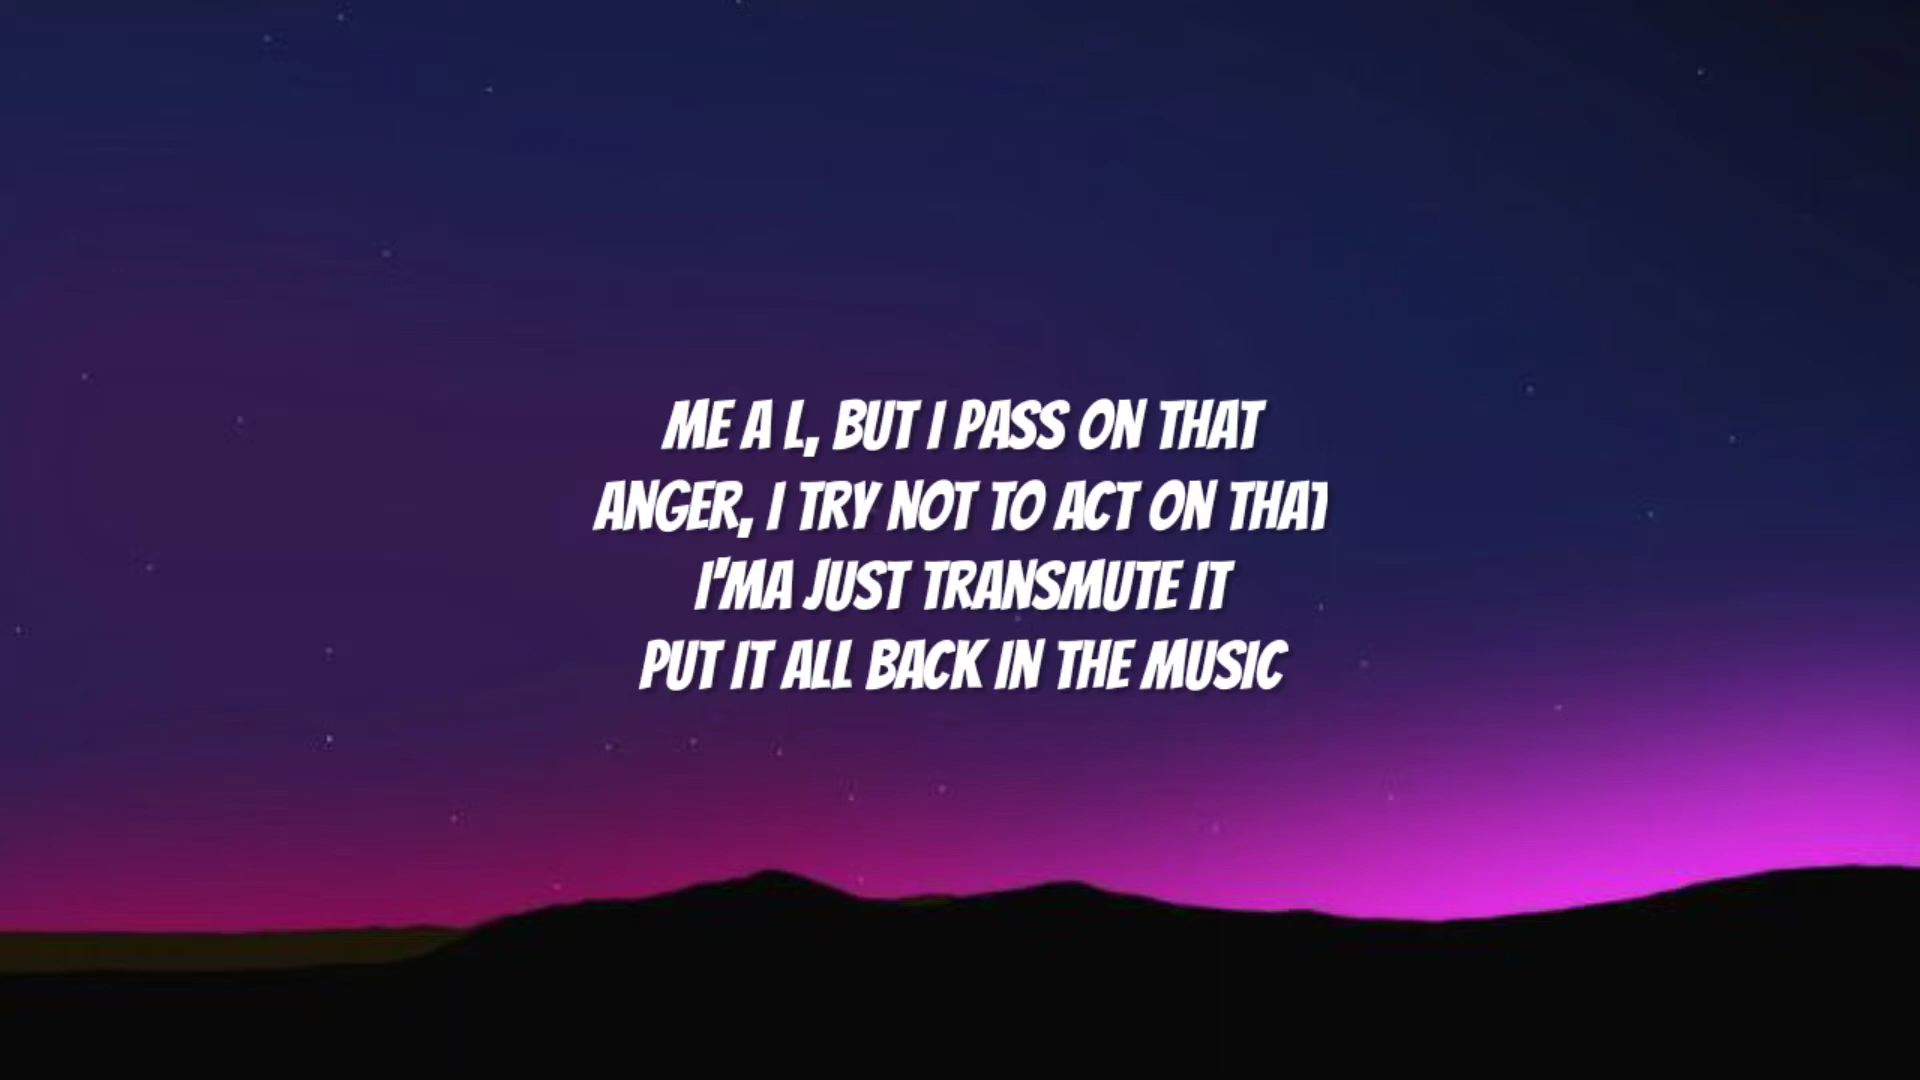 ME A L, BUT I PASS ON THAT
ANGER, I TRY NOT TO ACT ON THAT
I'MA JUST TRANSMUTE IT
PUT IT ALL BACK IN THE MUSIC